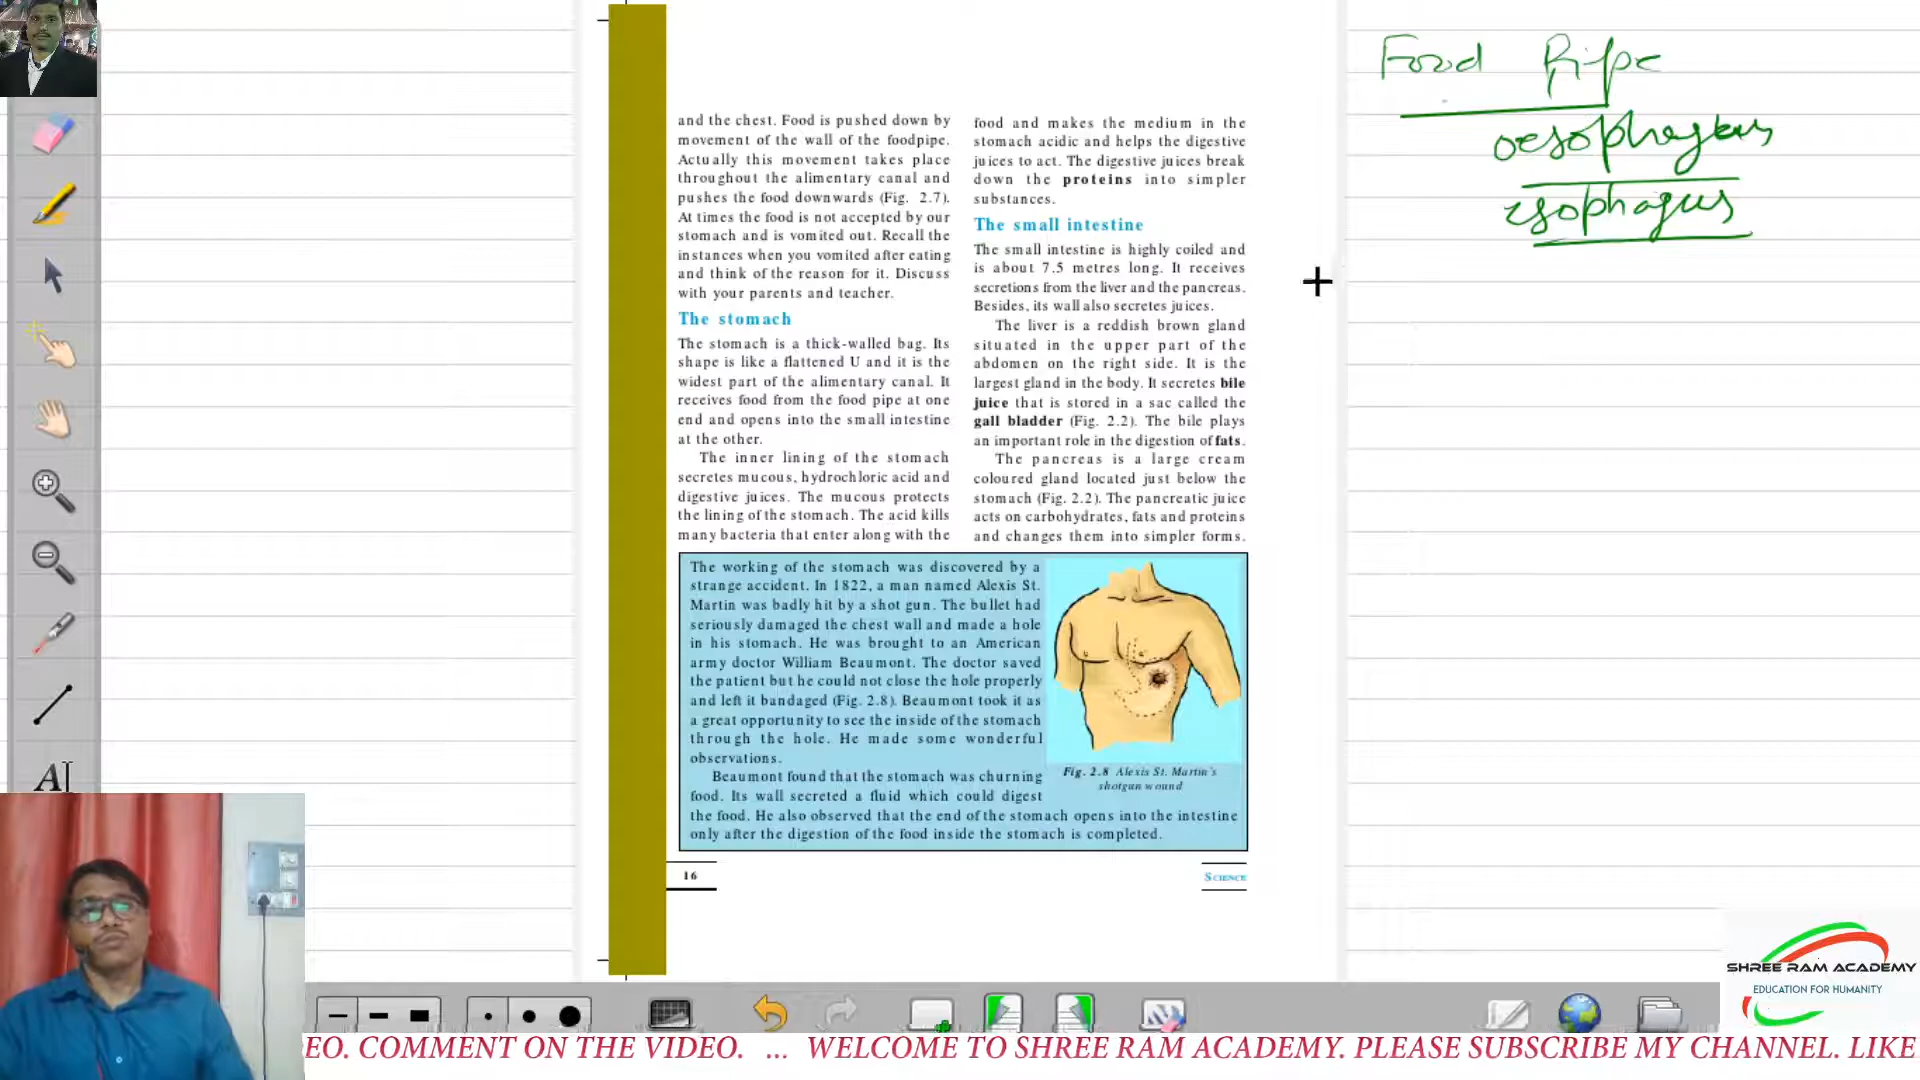 and the chest. Food is pushed down by
movement of the wall of the foodpipe.
Actually this movement takes place
throughout the alimentary canal and
pushes the food downwards (Fig. 2.7).
At times the food is not accepted by our
stomach and is vomited out. Recall the
instances when you vomited after eating
and think of the reason for it. Discuss
with your parents and teacher.
The stomach
The stomach is a thick-walled bag. Its
shape is like a flattened U and it is the
widest part of the alimentary canal. It
receives food from the food pipe at one
end and opens into the small intestine
at the other.
The inner lining of the stomach
secretes mucous, hydrochloric acid and
digestive juices. The mucous protects
the lining of the stomach. The acid kills
many bacteria that enter along with the
food and makes the medium in the
stomach acidic and helps the digestive
juices to act. The digestive juices break
down the proteins into simpler
substances.
The small intestine
The small intestine is highly coiled and
is about 7.5 metres long. It receives
secretions from the liver and the pancreas.
Besides, its wall also secretes juices.
The liver is a reddish brown gland
situated in the upper part of the
abdomen on the right side. It is the
largest gland in the body. It secretes bile
juice that is stored in a sac called the
gall bladder (Fig. 2.2). The bile plays
an important role in the digestion of fats.
The pancreas is a large cream
coloured gland located just below the
stomach (Fig. 2.2). The pancreatic juice
acts on carbohydrates, fats and proteins
and changes them into simpler forms.
The working of the stomach was discovered by a
strange accident. In 1822, a man named Alexis St.
Martin was badly hit by a shot gun. The bullet had
seriously damaged the chest wall and made a hole
in his stomach. He was brought to an American
army doctor William Beaumont. The doctor saved
the patient but he could not close the hole properly
and left it bandaged (Fig. 2.8). Beaumont took it as
a great opportunity to see the inside of the stomach
through the hole. He made some wonderful
observations.
Beaumont found that the stomach was churning
food. Its wall secreted a fluid which could digest
the food. He also observed that the end of the stomach opens into the intestine
only after the digestion of the food inside the stomach is completed.
Fig. 2.8 Alexis St. Martin's
shotgun wound
16
SCIENCE
Food Pipe
oesophagus
esophagus
A
SHREE RAM ACADEMY
EDUCATION FOR HUMANITY
EO. COMMENT ON THE VIDEO. ... WELCOME TO SHREE RAM ACADEMY. PLEASE SUBSCRIBE MY CHANNEL. LIKE